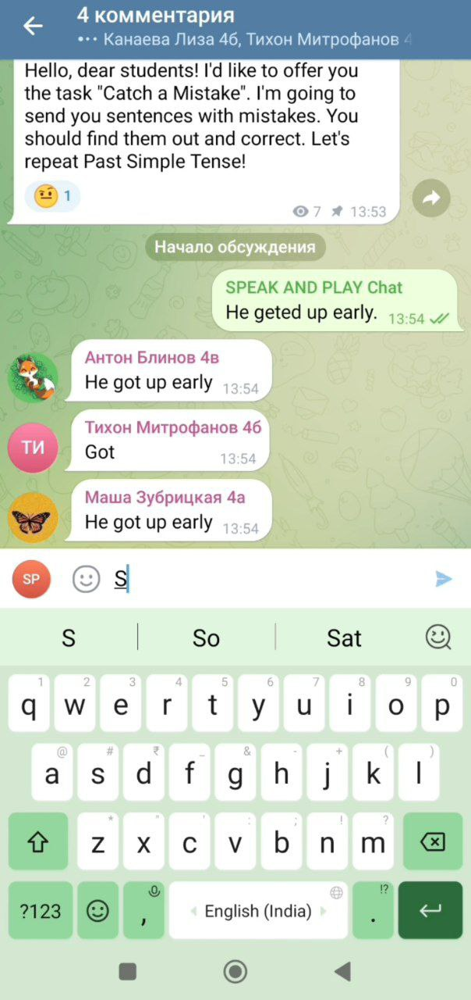 4 комментария
••• Канаева Лиза 4б, Тихон Митрофанов 4
Hello, dear students! I'd like to offer you
the task "Catch a Mistake". I'm going to
send you sentences with mistakes. You
should find them out and correct. Let's
repeat Past Simple Tense!
1
7 13:53
Начало обсуждения
SPEAK AND PLAY Chat
He geted up early. 13:54
Антон Блинов 4в
He got up early 13:54
ТИ
Тихон Митрофанов 4б
Got 13:54
Маша Зубрицкая 4а
He got up early 13:54
SP
S
S So Sat
1 2 3 4 5 6 7 8 9 0
q w e r t y u i o p
@ # ₹ _ & - + ( )
a s d f g h j k l
* " ' : ; ! ?
z x c v b n m
!?
?123 , English (India) .